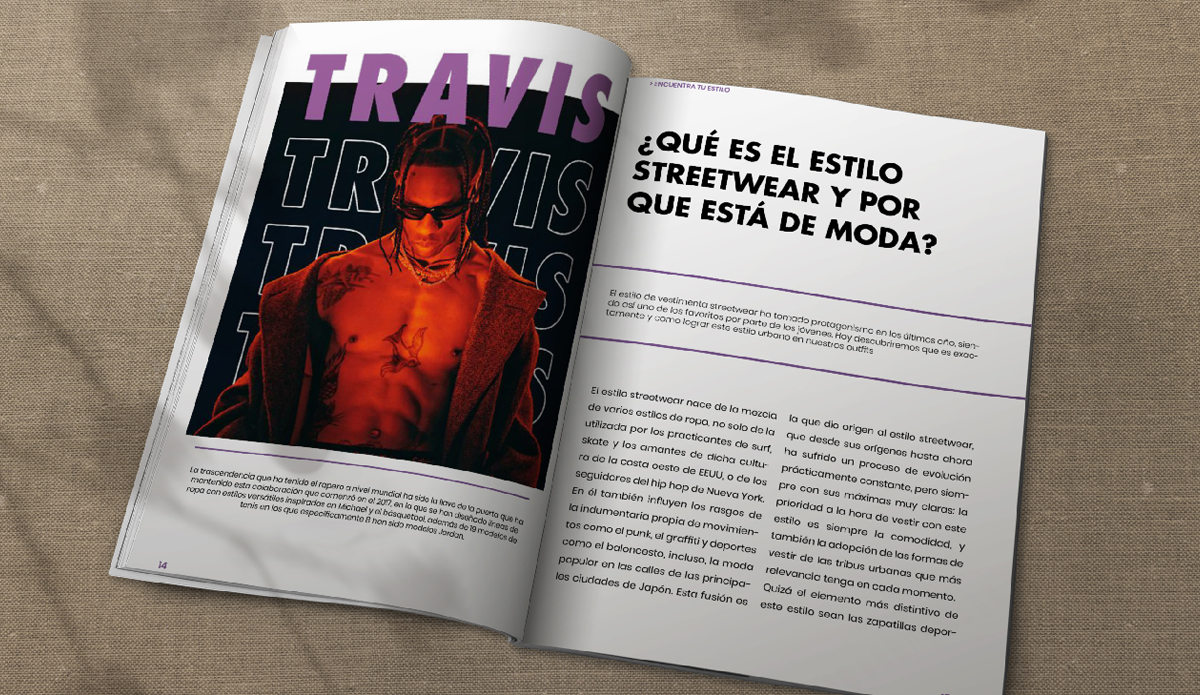 TRAVIS
TRAVIS
TRAVIS
S
La trascendencia que ha tenido el rapero a nivel mundial ha sido la llave de la puerta que ha
mantenido esta colaboración que comenzó en el 2017, en la que se han diseñado líneas de
ropa con estilos versátiles inspiradas en Michael y el básquetbol, además de 19 modelos de
tenis en los que específicamente 8 han sido modelos Jordan.
14
> ENCUENTRA TU ESTILO
¿QUÉ ES EL ESTILO
STREETWEAR Y POR
QUE ESTÁ DE MODA?
El estilo de vestimenta streetwear ha tomado protagonismo en los últimos año, sien-
do así uno de los favoritos por parte de los jóvenes. Hoy descubriremos que es exac-
tamente y como lograr este estilo urbano en nuestros outfits
El estilo streetwear nace de la mezcla
de varios estilos de ropa, no solo de la
utilizada por los practicantes de surf,
skate y los amantes de dicha cultu-
ra de la costa oeste de EEUU, o de los
seguidores del hip hop de Nueva York.
En él también influyen los rasgos de
la indumentaria propia de movimien-
tos como el punk, el graffiti y deportes
como el baloncesto, incluso, la moda
popular en las calles de las principa-
les ciudades de Japón. Esta fusión es
la que dio origen al estilo streetwear,
que desde sus orígenes hasta ahora
ha sufrido un proceso de evolución
prácticamente constante, pero siem-
pre con sus máximas muy claras: la
prioridad a la hora de vestir con este
estilo es siempre la comodidad, y
también la adopción de las formas de
vestir de las tribus urbanas que más
relevancia tenga en cada momento.
Quizá el elemento más distintivo de
este estilo sean las zapatillas depor-